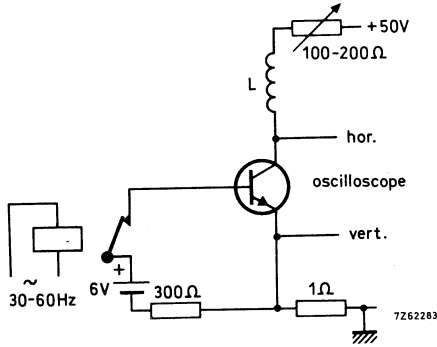 +50V
100-200Ω
L
hor.
oscilloscope
vert.
~
30-60Hz
+
6V
300Ω
1Ω
7Z62283